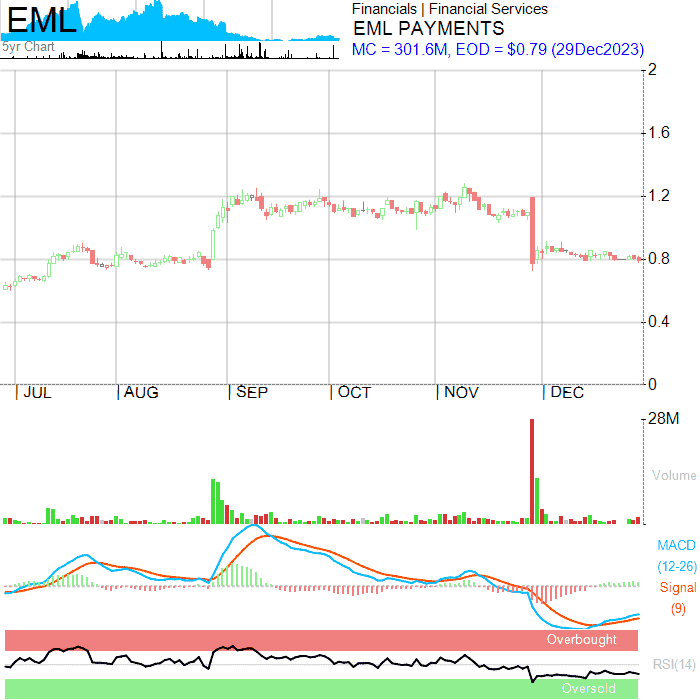 EML
5yr Chart
Financials | Financial Services
EML PAYMENTS
MC = 301.6M, EOD = $0.79 (29Dec2023)
2
1.6
1.2
0.8
0.4
0
| JUL | AUG | SEP | OCT | NOV | DEC
28M
Volume
MACD
(12-26)
Signal
(9)
Overbought
RSI(14)
Oversold